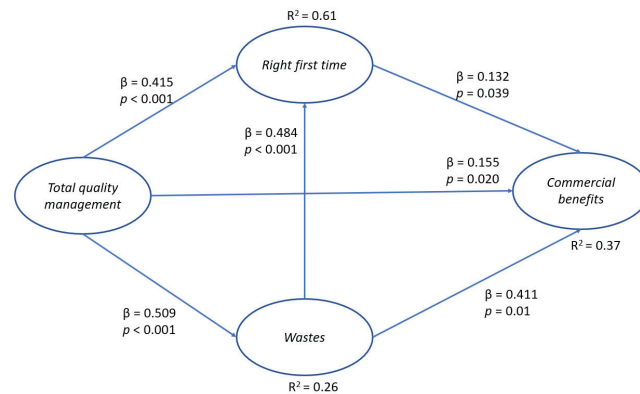 R² = 0.61
Right first time
β = 0.415
p < 0.001
β = 0.132
p = 0.039
β = 0.484
p < 0.001
β = 0.155
p = 0.020
Total quality
management
Commercial
benefits
R² = 0.37
β = 0.509
p < 0.001
β = 0.411
p = 0.01
Wastes
R² = 0.26